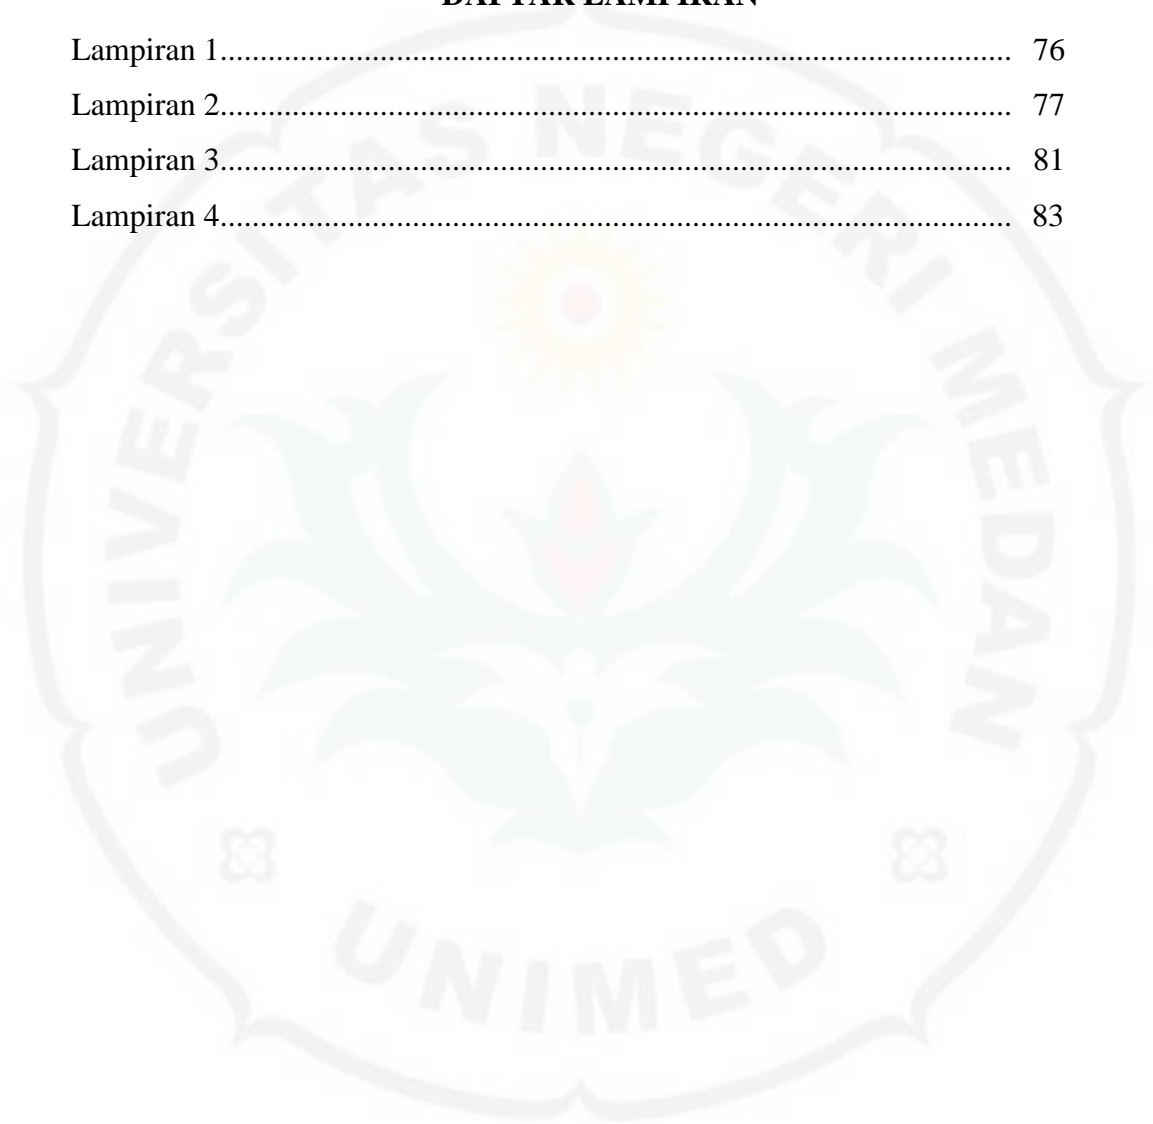 DAFTAR LAMPIRAN
Lampiran 1................................................................................................... 76
Lampiran 2................................................................................................... 77
Lampiran 3................................................................................................... 81
Lampiran 4................................................................................................... 83
UNIVERSITAS NEGERI MEDAN
UNIMED